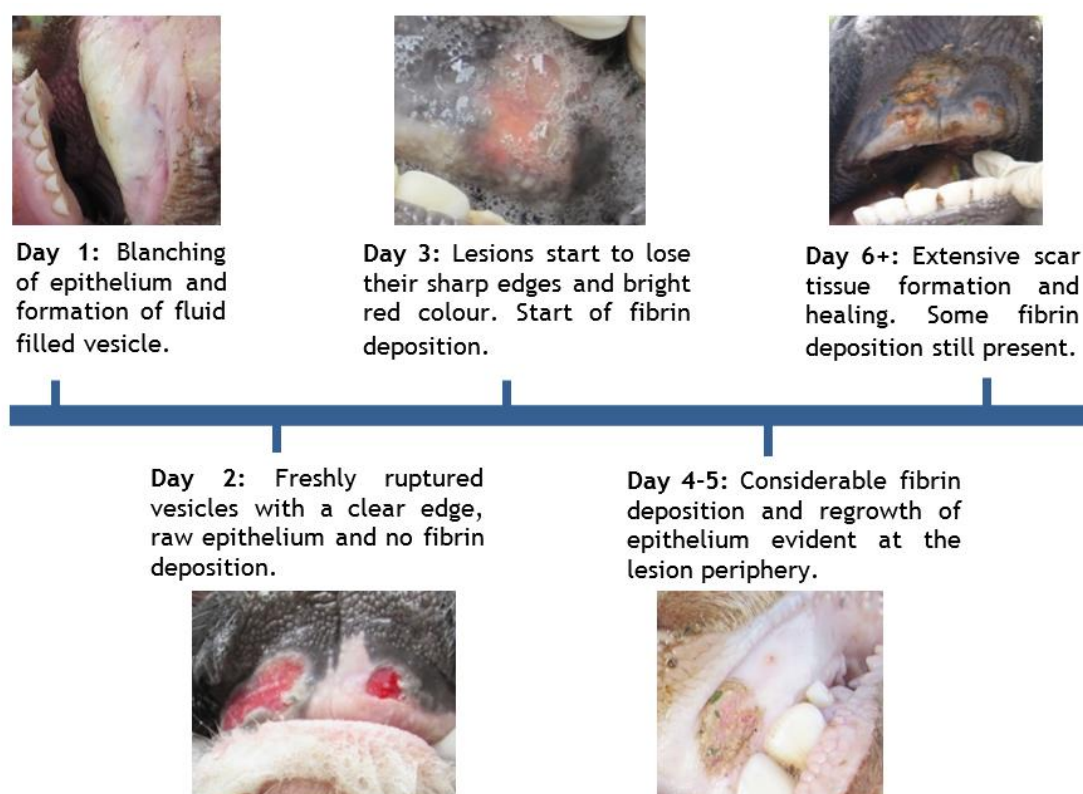 Day 1: Blanching
of epithelium and
formation of fluid
filled vesicle.
Day 2: Freshly ruptured
vesicles with a clear edge,
raw epithelium and no fibrin
deposition.
Day 3: Lesions start to lose
their sharp edges and bright
red colour. Start of fibrin
deposition.
Day 4-5: Considerable fibrin
deposition and regrowth of
epithelium evident at the
lesion periphery.
Day 6+: Extensive scar
tissue formation and
healing. Some fibrin
deposition still present.